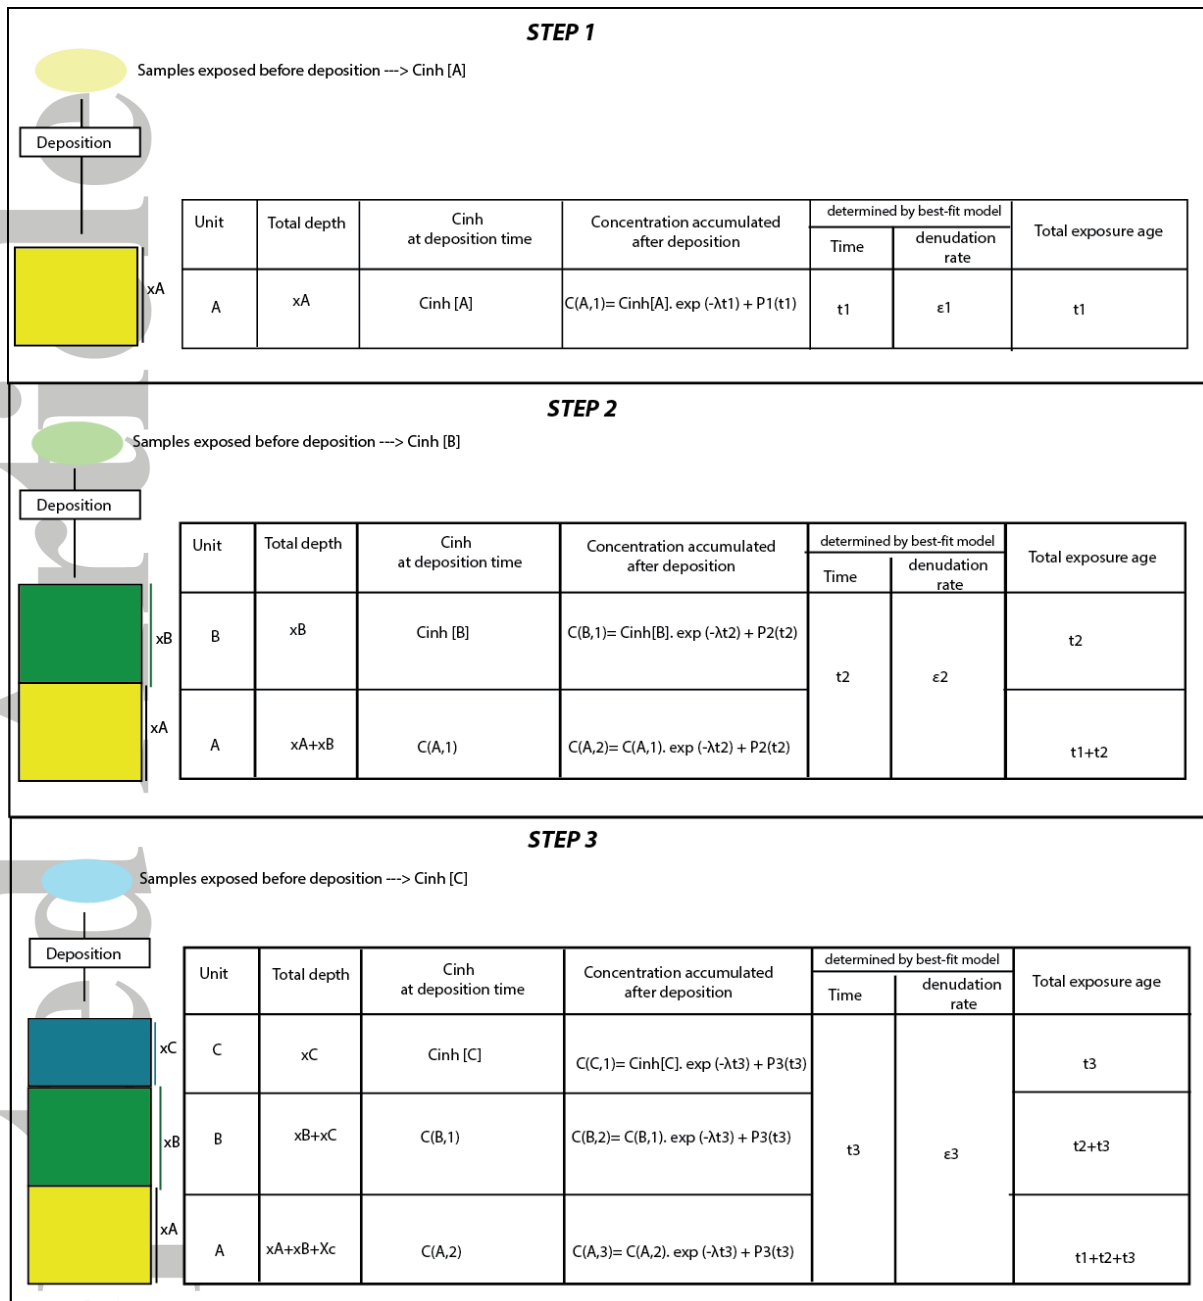 STEP 1
Samples exposed before deposition ---> Cinh [A]
Deposition
xA
Unit
Total depth
Cinh
at deposition time
Concentration accumulated
after deposition
determined by best-fit model
Time
denudation
rate
Total exposure age
A
xA
Cinh [A]
C(A,1)= Cinh[A]. exp (-λt1) + P1(t1)
t1
ε1
t1
STEP 2
Samples exposed before deposition ---> Cinh [B]
Deposition
xB
xA
Unit
Total depth
Cinh
at deposition time
Concentration accumulated
after deposition
determined by best-fit model
Time
denudation
rate
Total exposure age
B
xB
Cinh [B]
C(B,1)= Cinh[B]. exp (-λt2) + P2(t2)
t2
ε2
t2
A
xA+xB
C(A,1)
C(A,2)= C(A,1). exp (-λt2) + P2(t2)
t1+t2
STEP 3
Samples exposed before deposition ---> Cinh [C]
Deposition
xC
xB
xA
Unit
Total depth
Cinh
at deposition time
Concentration accumulated
after deposition
determined by best-fit model
Time
denudation
rate
Total exposure age
C
xC
Cinh [C]
C(C,1)= Cinh[C]. exp (-λt3) + P3(t3)
t3
B
xB+xC
C(B,1)
C(B,2)= C(B,1). exp (-λt3) + P3(t3)
t3
ε3
t2+t3
A
xA+xB+Xc
C(A,2)
C(A,3)= C(A,2). exp (-λt3) + P3(t3)
t1+t2+t3